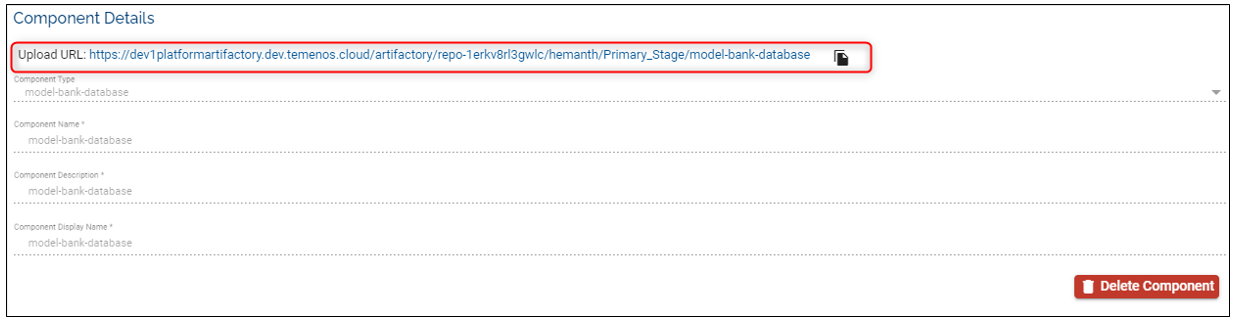 Component Details
Upload URL: https://dev1platformartifactory.dev.temenos.cloud/artifactory/repo-1erkv8rl3gwlc/hemanth/Primary_Stage/model-bank-database
Component Type
model-bank-database
Component Name *
model-bank-database
Component Description *
model-bank-database
Component Display Name *
model-bank-database
Delete Component